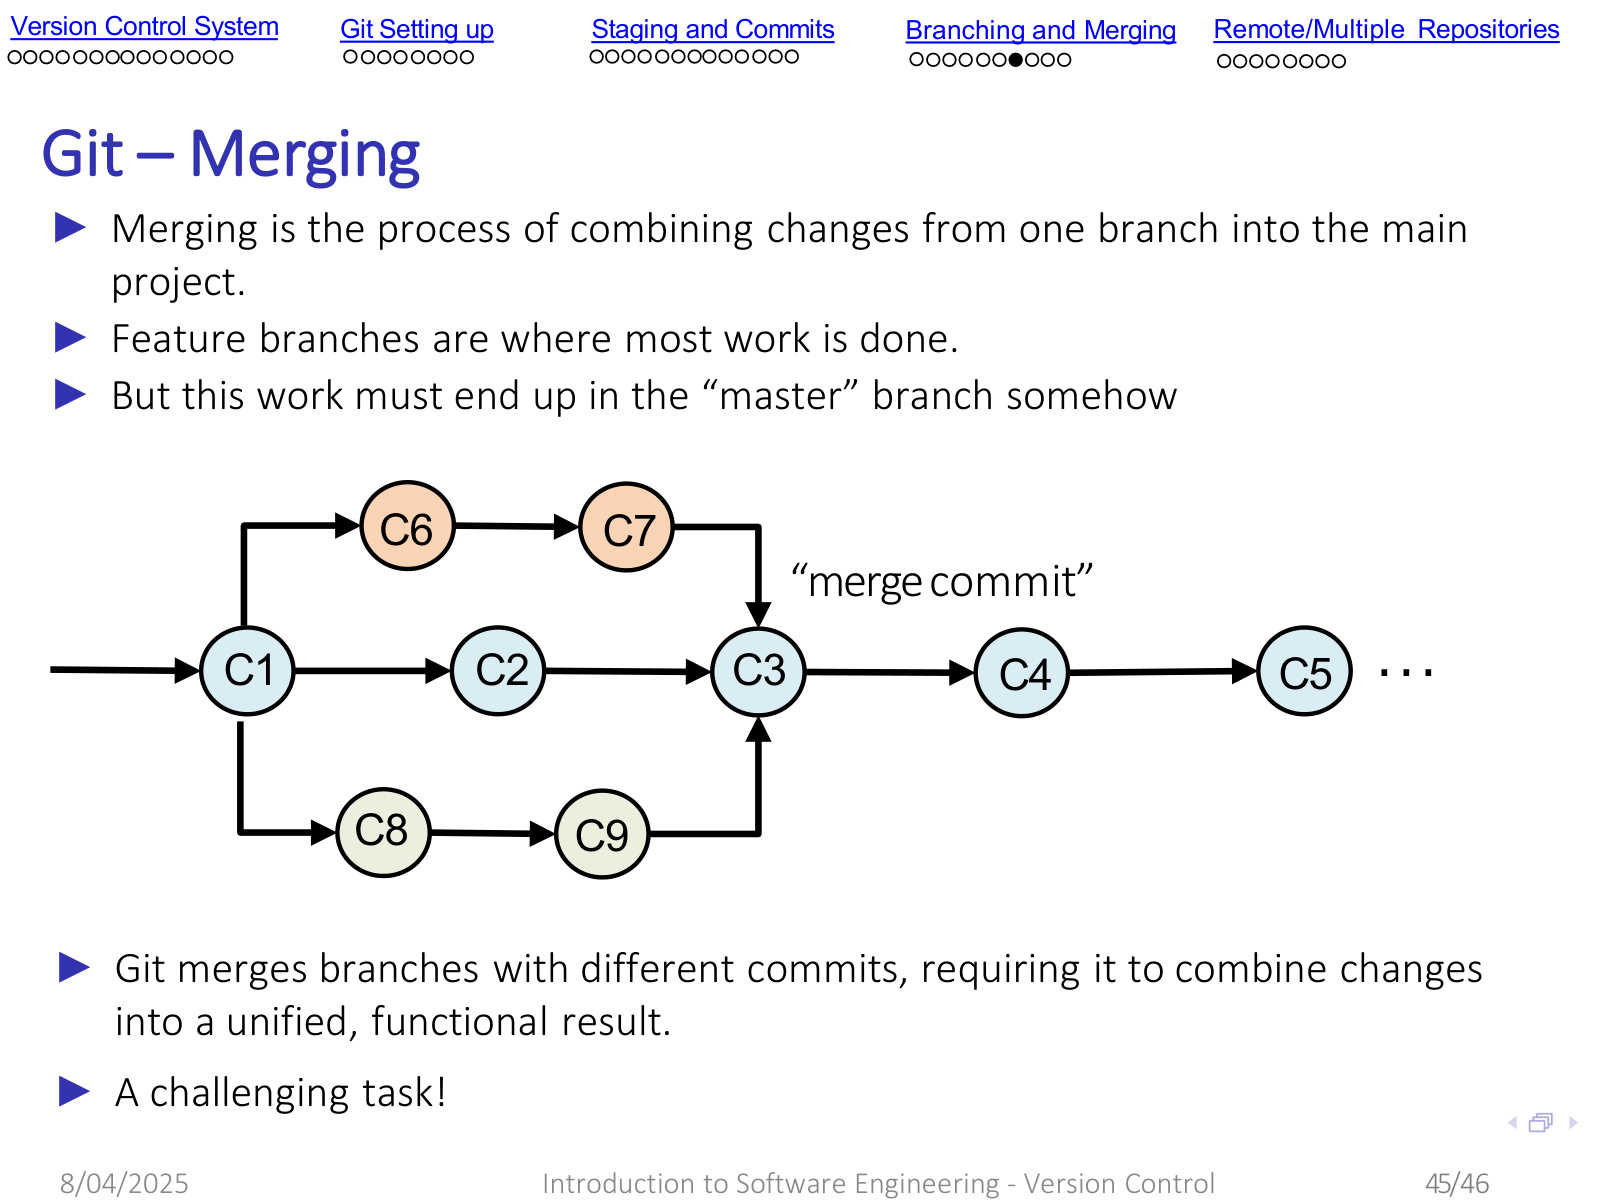 Version Control System
Git Setting up
Staging and Commits
Branching and Merging
Remote/Multiple Repositories
Git – Merging
Merging is the process of combining changes from one branch into the main
project.
Feature branches are where most work is done.
But this work must end up in the “master” branch somehow
C6
C7
“merge commit”
C1
C2
C3
C4
C5
...
C8
C9
Git merges branches with different commits, requiring it to combine changes
into a unified, functional result.
A challenging task!
8/04/2025
Introduction to Software Engineering - Version Control
45/46